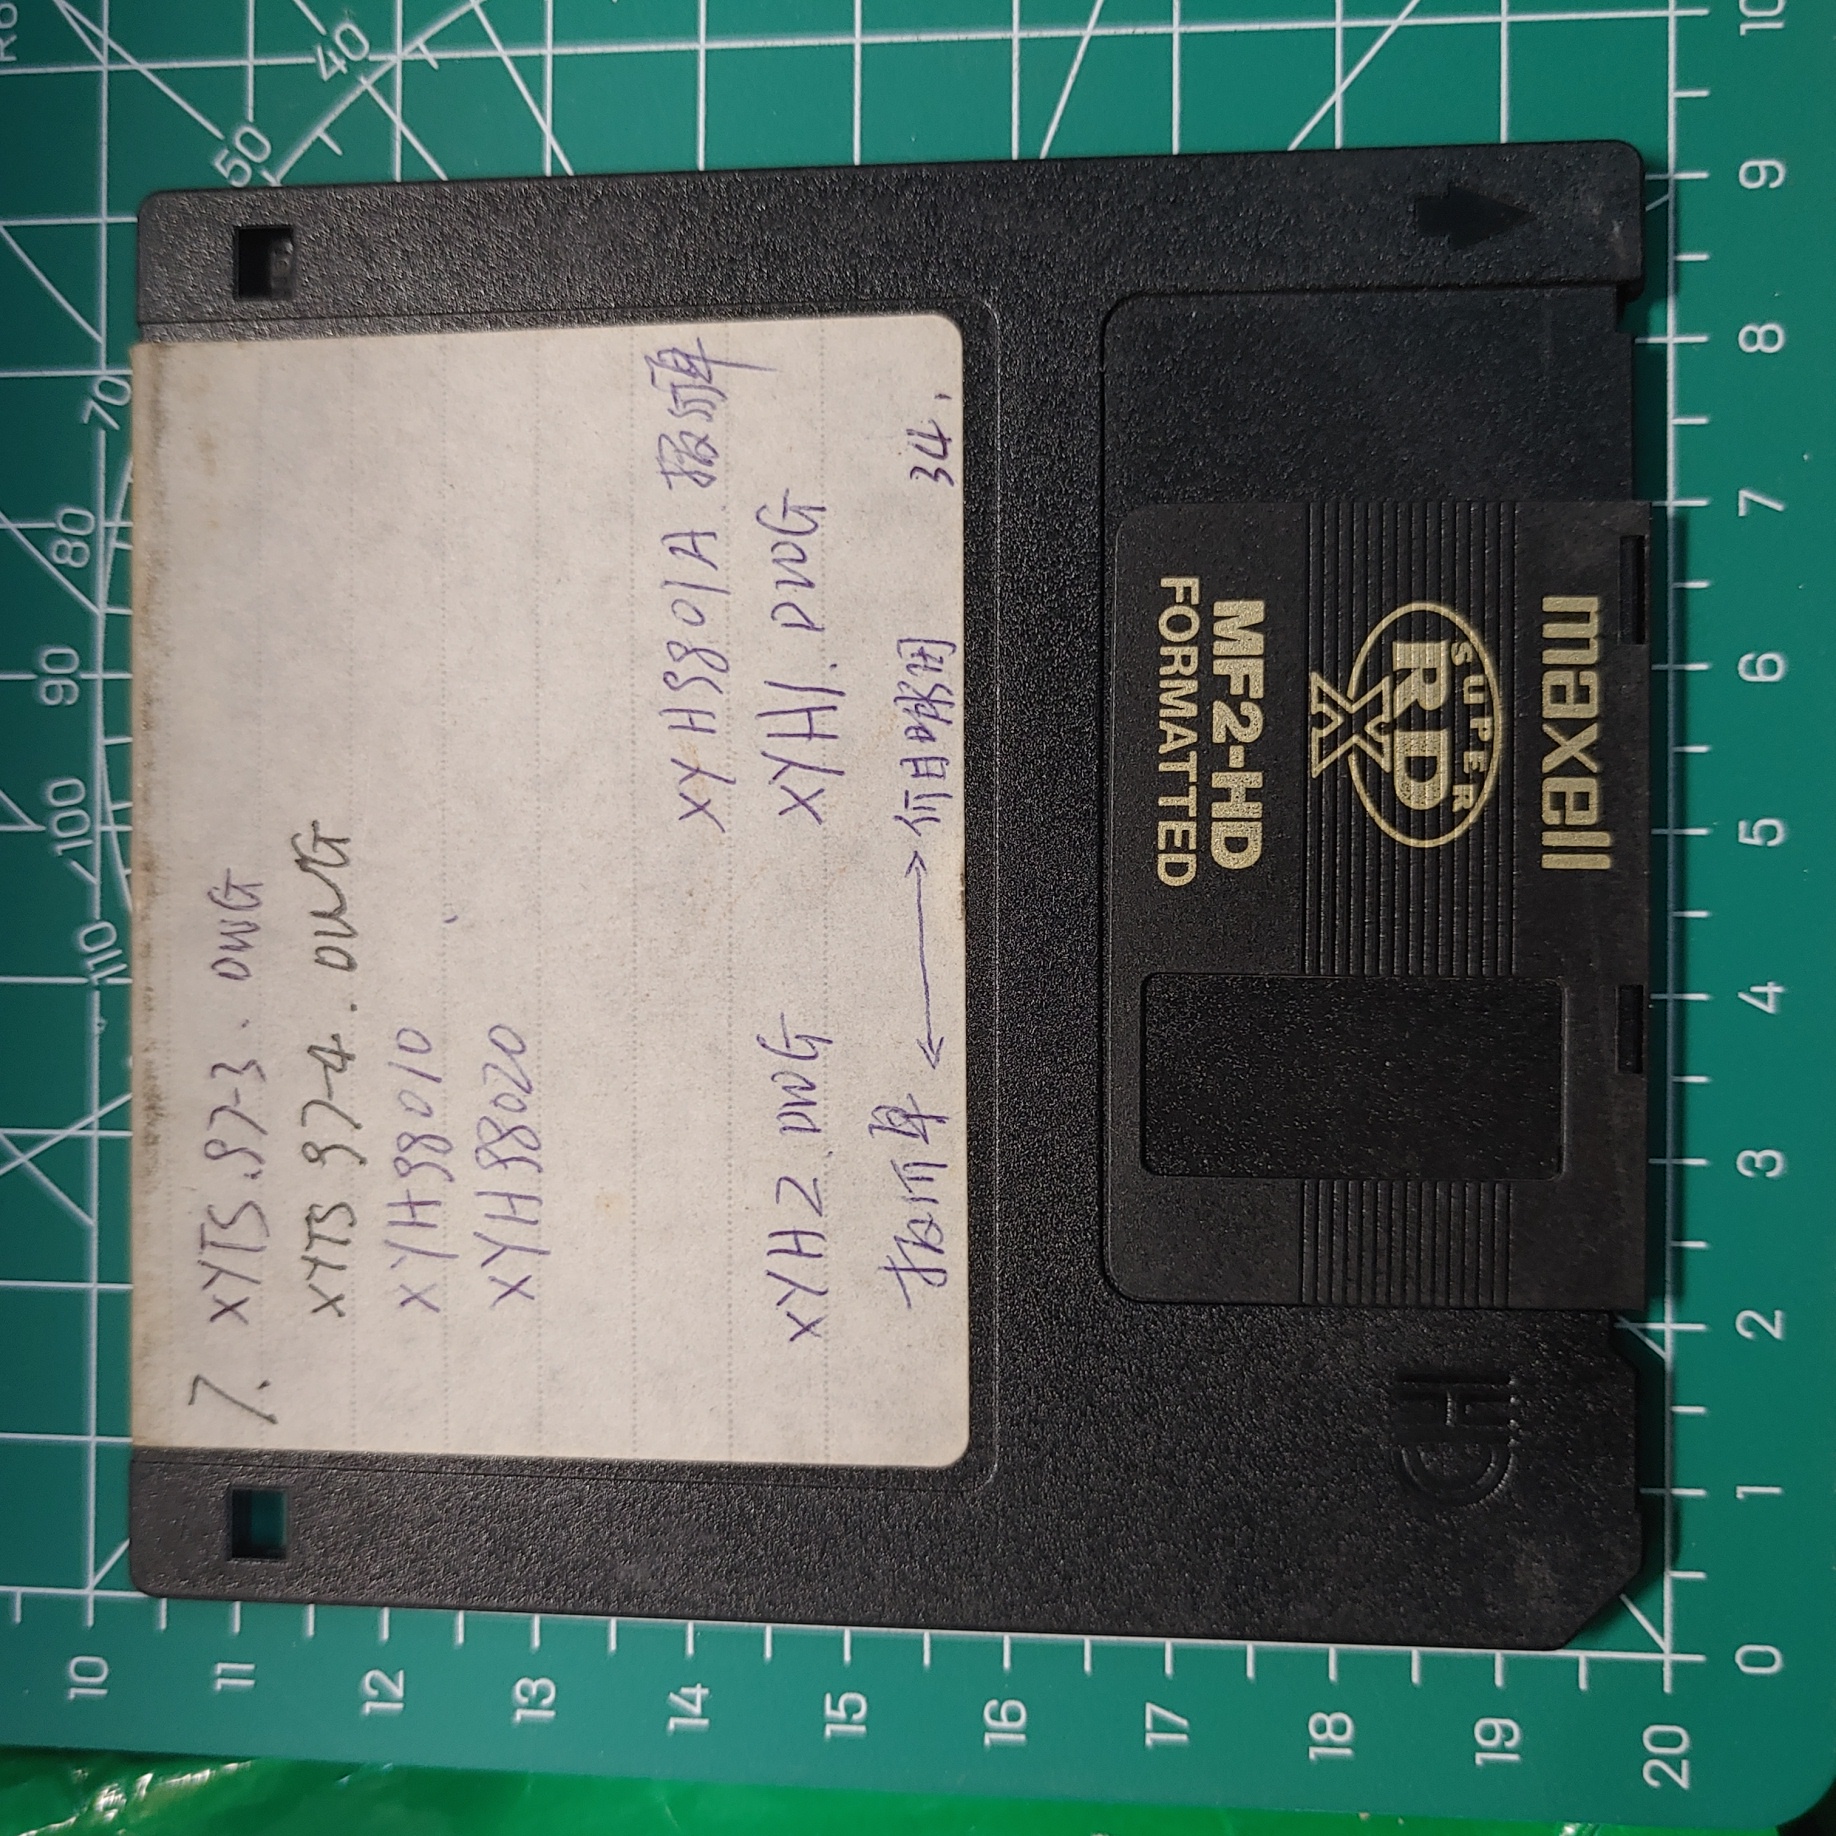 10
110 100 90 80 70
7. XYTS.97-3. DWG
11
50
XYTS 97-4. DWG
40
12
XYH98010
XYH98020
13
XYH9801A 报价单
14
XYH2.DWG XYH1.DWG
15
报价单 ←→ 价目 34.
16
MF2-HD
FORMATTED
17
18
SUPER
RD
X
HD
19
maxell
20
0 1 2 3 4 5 6 7 8 9 10